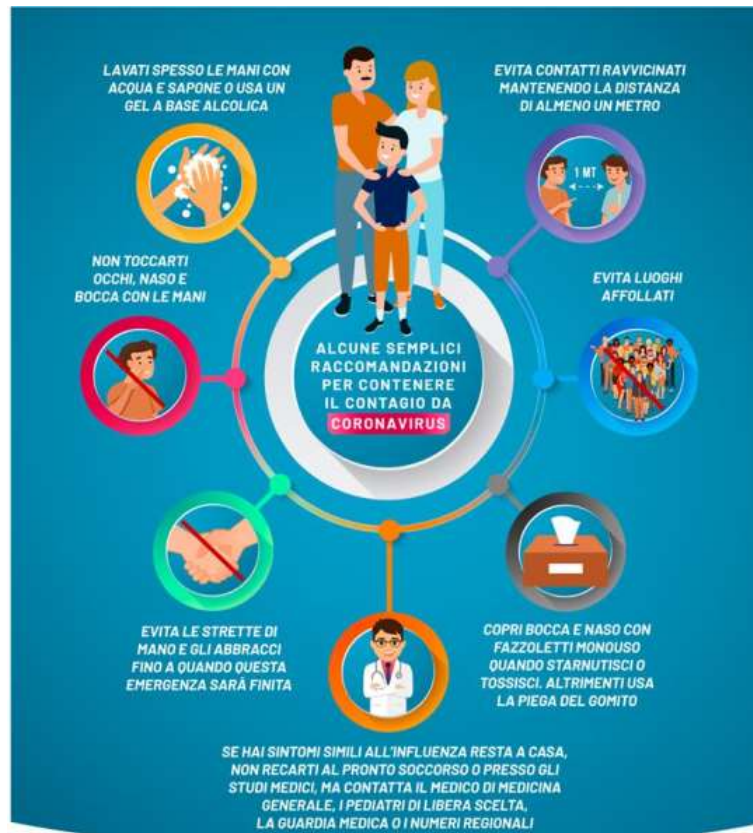 LAVATI SPESSO LE MANI CON
ACQUA E SAPONE O USA UN
GEL A BASE ALCOLICA
EVITA CONTATTI RAVVICINATI
MANTENENDO LA DISTANZA
DI ALMENO UN METRO
1 MT
NON TOCCARTI
OCCHI, NASO E
BOCCA CON LE MANI
EVITA LUOGHI
AFFOLLATI
ALCUNE SEMPLICI
RACCOMANDAZIONI
PER CONTENERE
IL CONTAGIO DA
CORONAVIRUS
EVITA LE STRETTE DI
MANO E GLI ABBRACCI
FINO A QUANDO QUESTA
EMERGENZA SARÀ FINITA
COPRI BOCCA E NASO CON
FAZZOLETTI MONOUSO
QUANDO STARNUTISCI O
TOSSISCI. ALTRIMENTI USA
LA PIEGA DEL GOMITO
SE HAI SINTOMI SIMILI ALL'INFLUENZA RESTA A CASA,
NON RECARTI AL PRONTO SOCCORSO O PRESSO GLI
STUDI MEDICI, MA CONTATTA IL MEDICO DI MEDICINA
GENERALE, I PEDIATRI DI LIBERA SCELTA,
LA GUARDIA MEDICA O I NUMERI REGIONALI